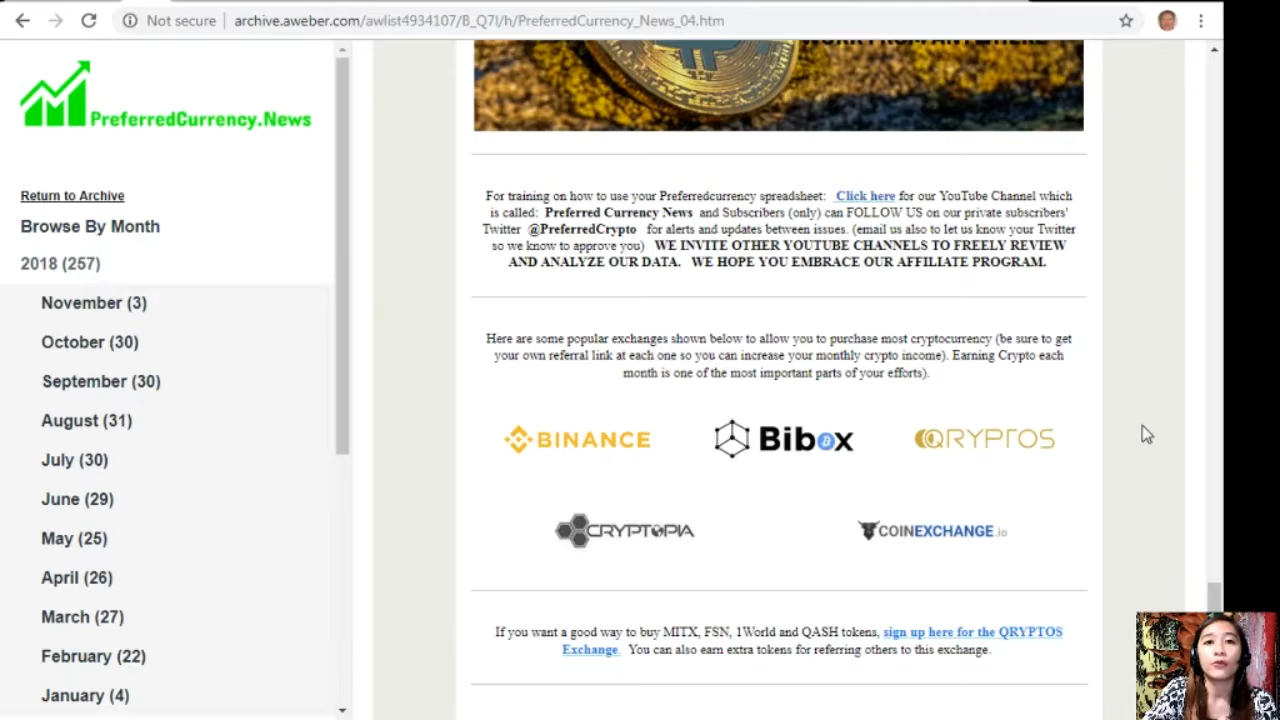 Not secure | archive.aweber.com/awlist4934107/B_Q7l/h/PreferredCurrency_News_04.htm
PreferredCurrency.News
Return to Archive
Browse By Month
2018 (257)
November (3)
October (30)
September (30)
August (31)
July (30)
June (29)
May (25)
April (26)
March (27)
February (22)
January (4)
For training on how to use your Preferredcurrency spreadsheet: Click here for our YouTube Channel which
is called: Preferred Currency News and Subscribers (only) can FOLLOW US on our private subscribers'
Twitter @PreferredCrypto for alerts and updates between issues. (email us also to let us know your Twitter
so we know to approve you) WE INVITE OTHER YOUTUBE CHANNELS TO FREELY REVIEW
AND ANALYZE OUR DATA. WE HOPE YOU EMBRACE OUR AFFILIATE PROGRAM.
Here are some popular exchanges shown below to allow you to purchase most cryptocurrency (be sure to get
your own referral link at each one so you can increase your monthly crypto income). Earning Crypto each
month is one of the most important parts of your efforts).
BINANCE
Bibox
QRYPTOS
CRYPTOPIA
COINEXCHANGE.io
If you want a good way to buy MITX, FSN, 1World and QASH tokens, sign up here for the QRYPTOS
Exchange. You can also earn extra tokens for referring others to this exchange.